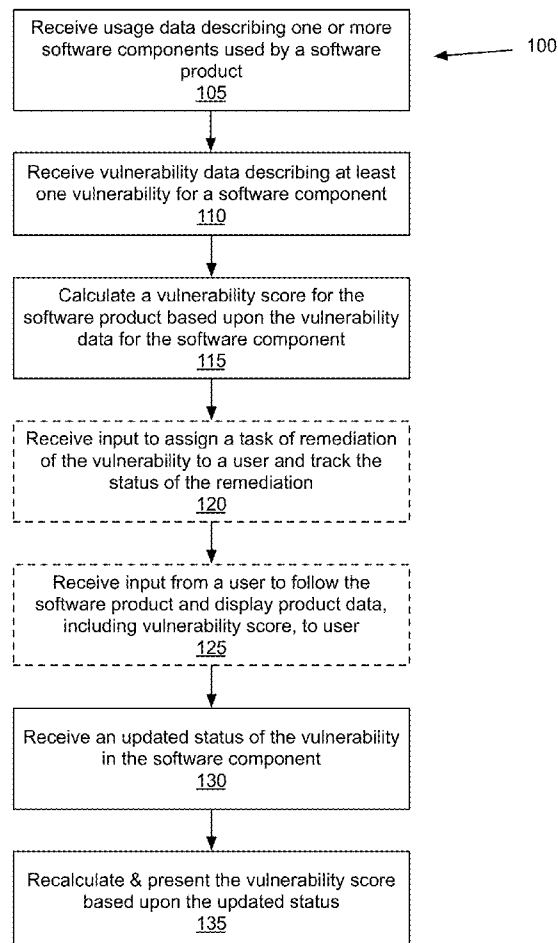 Receive usage data describing one or more
software components used by a software
product
105
100
Receive vulnerability data describing at least
one vulnerability for a software component
110
Calculate a vulnerability score for the
software product based upon the vulnerability
data for the software component
115
Receive input to assign a task of remediation
of the vulnerability to a user and track the
status of the remediation
120
Receive input from a user to follow the
software product and display product data,
including vulnerability score, to user
125
Receive an updated status of the vulnerability
in the software component
130
Recalculate & present the vulnerability score
based upon the updated status
135